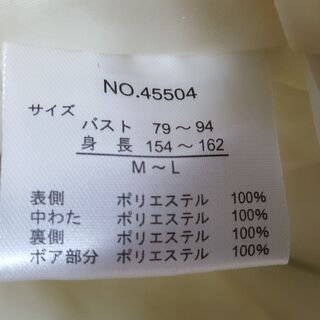 NO.45504
サイズ
バスト 79～94
身長 154～162
M～L
表側 ポリエステル 100%
中わた ポリエステル 100%
裏側 ポリエステル 100%
ボア部分 ポリエステル 100%